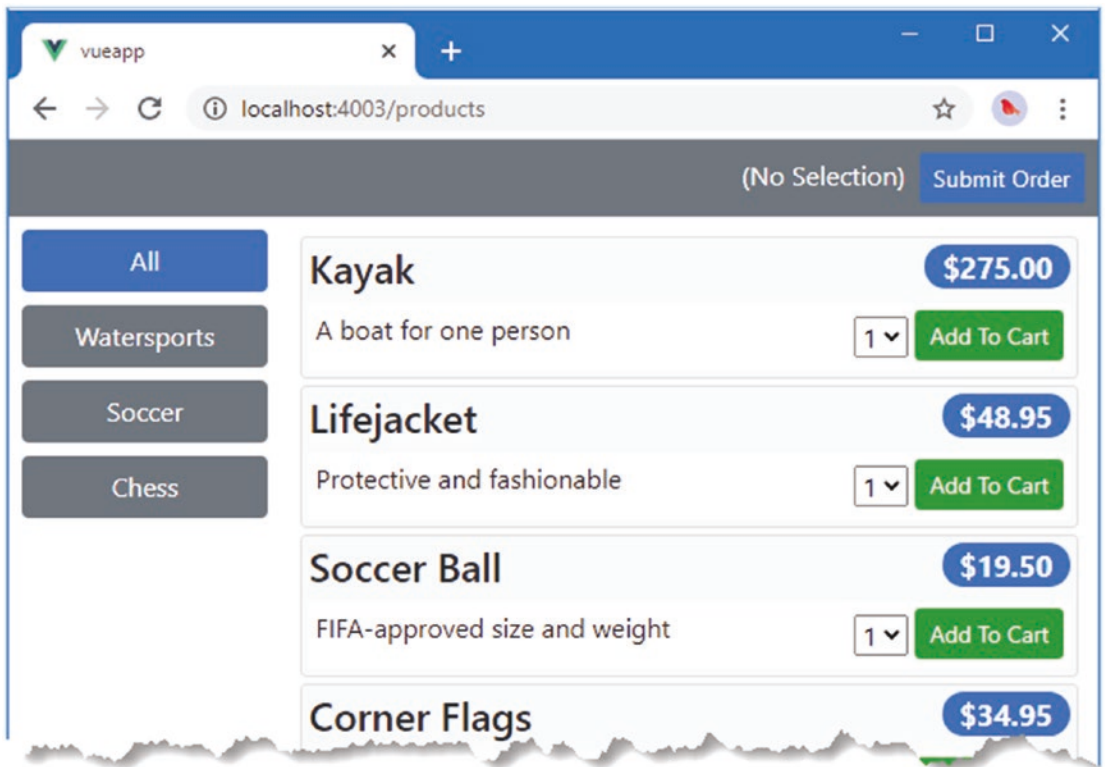 vueapp
localhost:4003/products
(No Selection) Submit Order
All
Watersports
Soccer
Chess
Kayak $275.00
A boat for one person 1 Add To Cart
Lifejacket $48.95
Protective and fashionable 1 Add To Cart
Soccer Ball $19.50
FIFA-approved size and weight 1 Add To Cart
Corner Flags $34.95